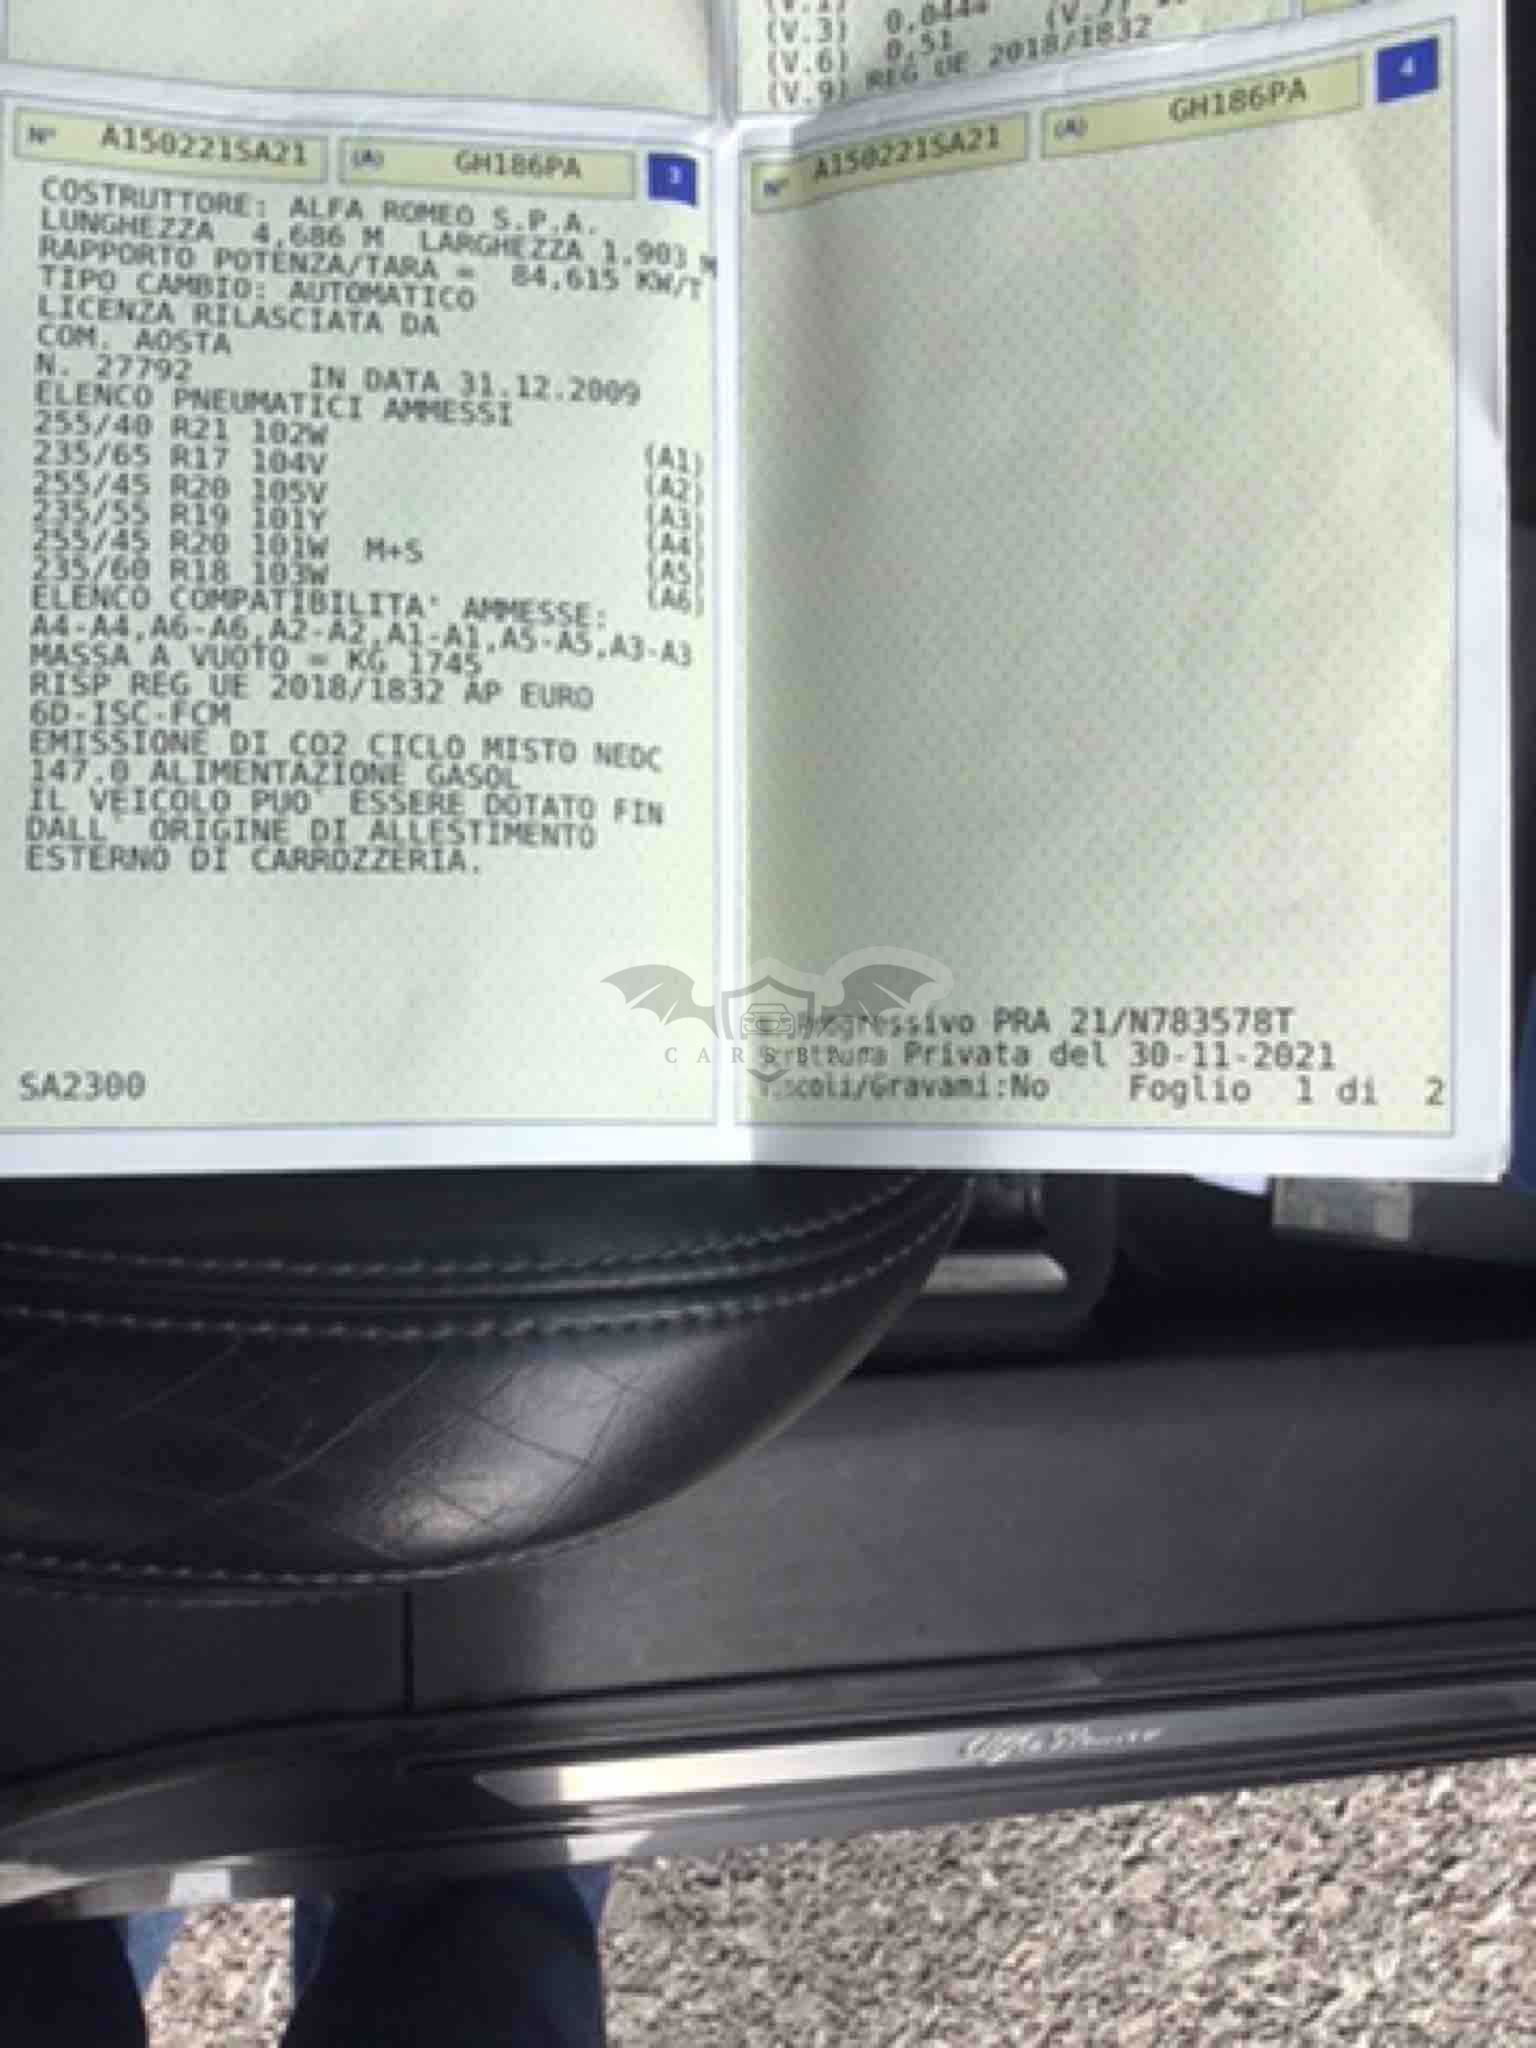 (V.3) 0,0444 (V.7)
(V.6) 0,51
(V.9) REG UE 2018/1832
N° A150221SA21 (A) GH186PA 3
COSTRUTTORE: ALFA ROMEO S.P.A.
LUNGHEZZA 4,686 M LARGHEZZA 1,903 M
RAPPORTO POTENZA/TARA = 84,615 KW/T
TIPO CAMBIO: AUTOMATICO
LICENZA RILASCIATA DA
COM. AOSTA
N. 27792 IN DATA 31.12.2009
ELENCO PNEUMATICI AMMESSI
255/40 R21 102W (A1)
235/65 R17 104V (A2)
255/45 R20 105V (A3)
235/55 R19 101Y (A4)
255/45 R20 101W M+S (A5)
235/60 R18 103W (A6)
ELENCO COMPATIBILITA' AMMESSE:
A4-A4,A6-A6,A2-A2,A1-A1,A5-A5,A3-A3
MASSA A VUOTO = KG 1745
RISP REG UE 2018/1832 AP EURO
6D-ISC-FCM
EMISSIONE DI CO2 CICLO MISTO NEDC
147.0 ALIMENTAZIONE GASOL
IL VEICOLO PUO` ESSERE DOTATO FIN
DALL` ORIGINE DI ALLESTIMENTO
ESTERNO DI CARROZZERIA.
SA2300
N° A150221SA21 (A) GH186PA 4
Progressivo PRA 21/N783578T
Privata del 30-11-2021
/Gravami:No Foglio 1 di 2
Alfa Romeo